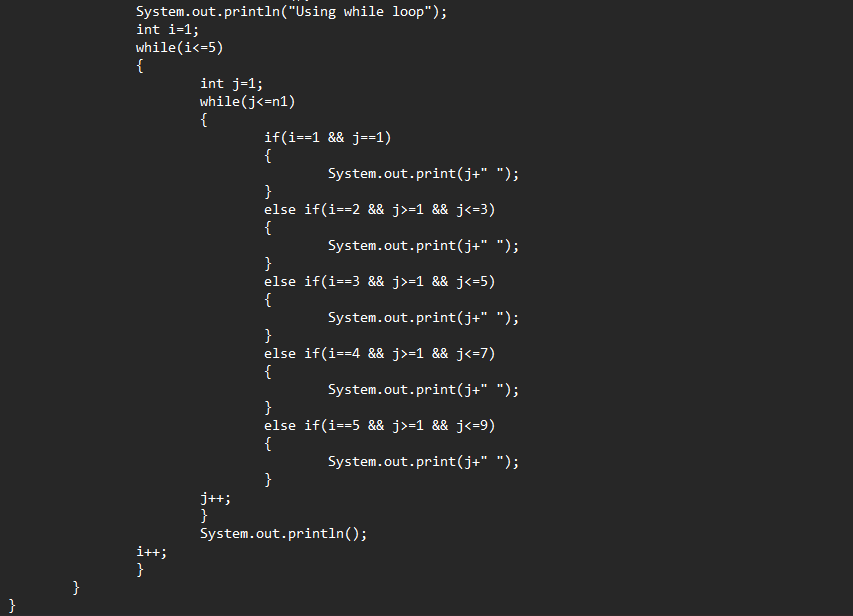 System.out.println("Using while loop");
int i=1;
while(i<=5)
{
int j=1;
while(j<=n1)
{
if(i==1 && j==1)
{
System.out.print(j+" ");
}
else if(i==2 && j>=1 && j<=3)
{
System.out.print(j+" ");
}
else if(i==3 && j>=1 && j<=5)
{
System.out.print(j+" ");
}
else if(i==4 && j>=1 && j<=7)
{
System.out.print(j+" ");
}
else if(i==5 && j>=1 && j<=9)
{
System.out.print(j+" ");
}
j++;
}
System.out.println();
i++;
}
}
}